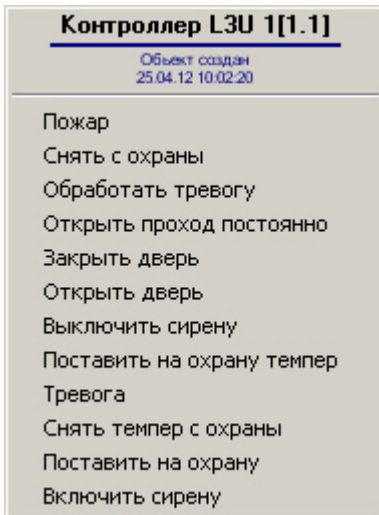 Контроллер L3U 1[1.1]
Объект создан
25.04.12 10:02:20
Пожар
Снять с охраны
Обработать тревогу
Открыть проход постоянно
Закрыть дверь
Открыть дверь
Выключить сирену
Поставить на охрану темпер
Тревога
Снять темпер с охраны
Поставить на охрану
Включить сирену